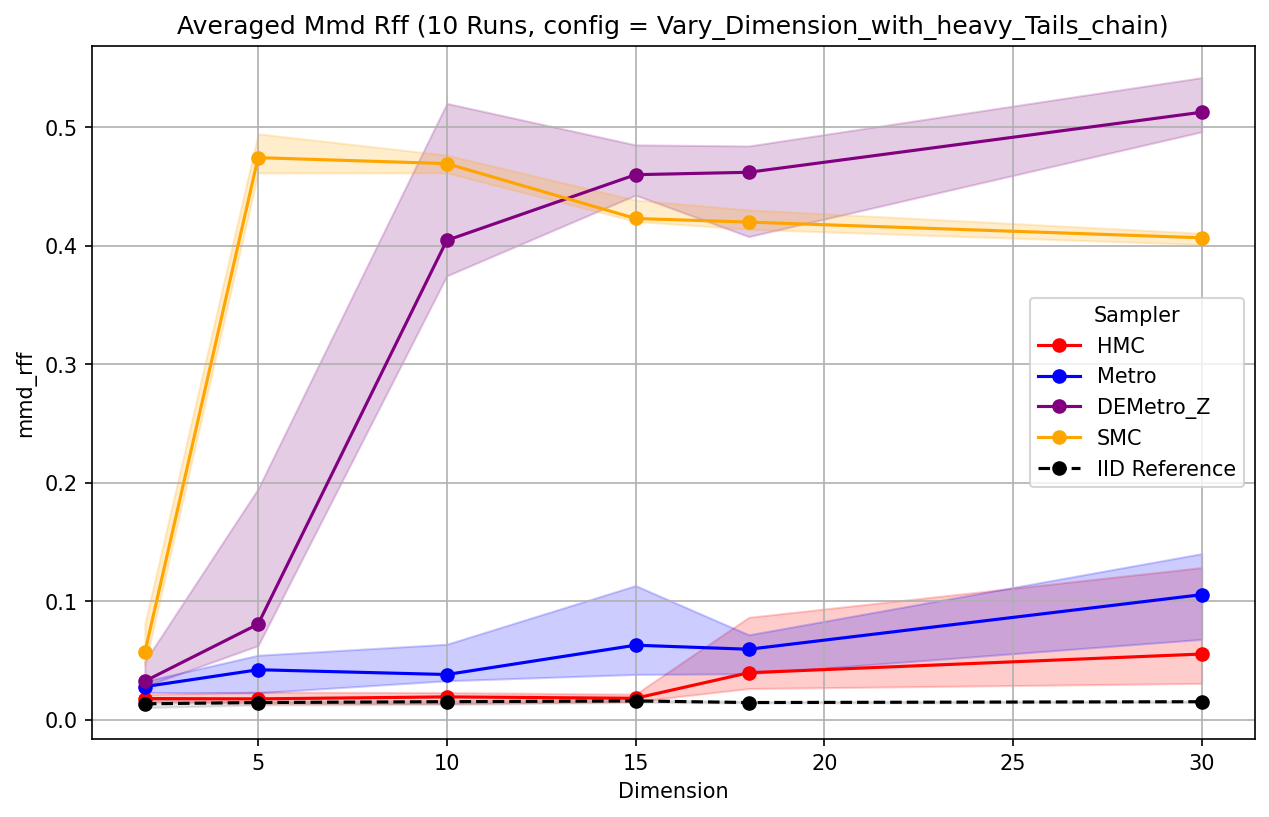 Averaged Mmd Rff (10 Runs, config = Vary_Dimension_with_heavy_Tails_chain)
mmd_rff
0.5
0.4
0.3
0.2
0.1
0.0
Sampler
HMC
Metro
DEMetro_Z
SMC
IID Reference
5 10 15 20 25 30
Dimension